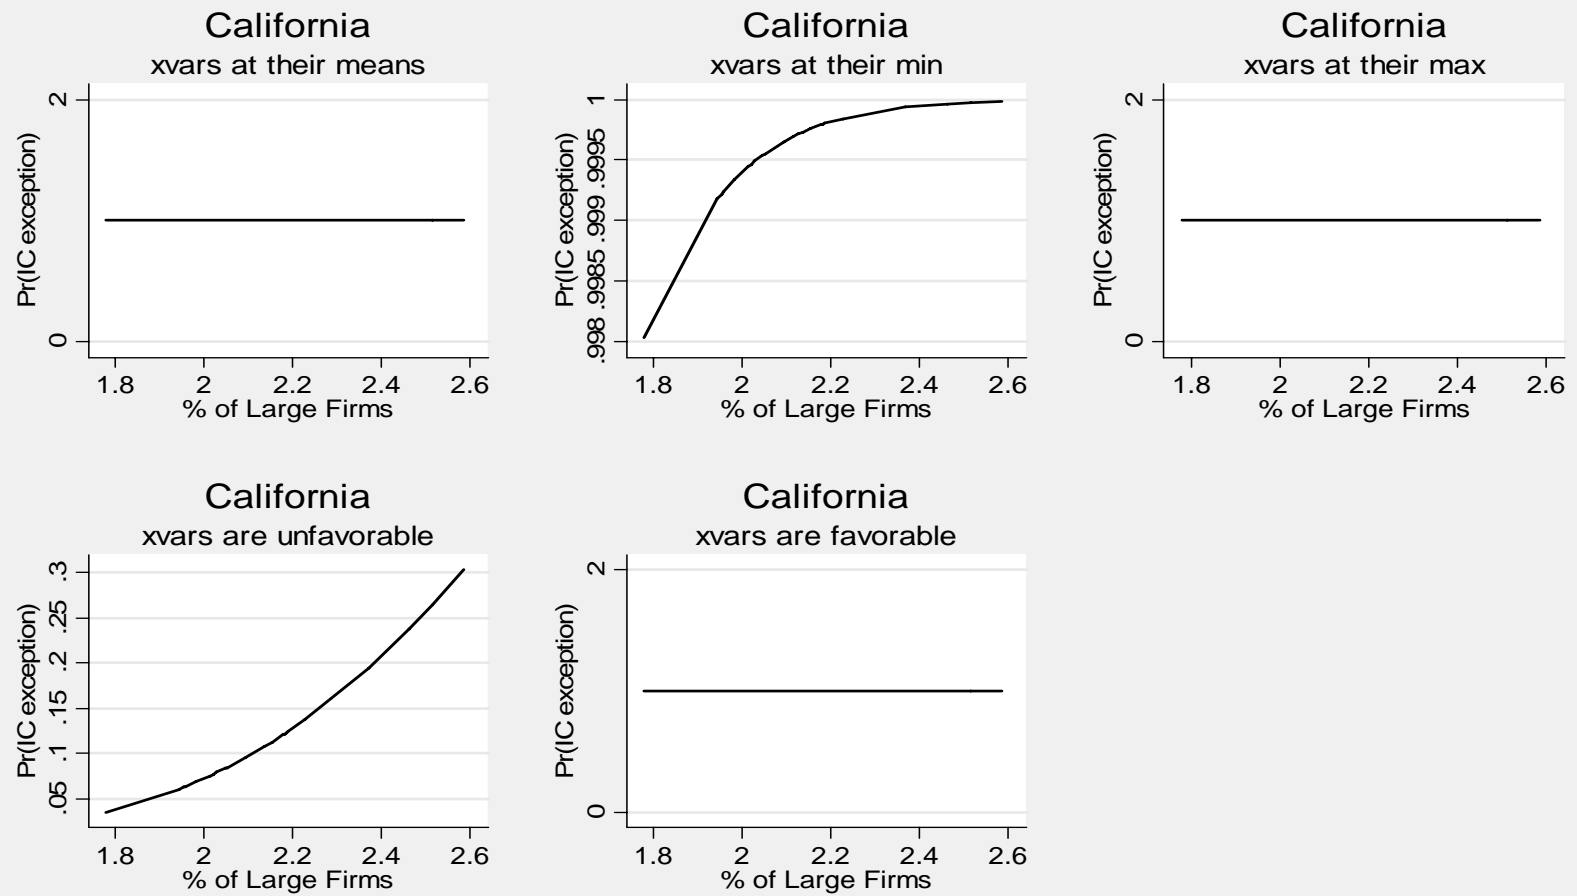 California
xvars at their means
Pr(IC exception)
2
0
1.8 2 2.2 2.4 2.6
% of Large Firms
California
xvars at their min
Pr(IC exception)
1
.9995
.999
.9985
.998
1.8 2 2.2 2.4 2.6
% of Large Firms
California
xvars at their max
Pr(IC exception)
2
0
1.8 2 2.2 2.4 2.6
% of Large Firms
California
xvars are unfavorable
Pr(IC exception)
.3
.25
.2
.15
.1
.05
1.8 2 2.2 2.4 2.6
% of Large Firms
California
xvars are favorable
Pr(IC exception)
2
0
1.8 2 2.2 2.4 2.6
% of Large Firms